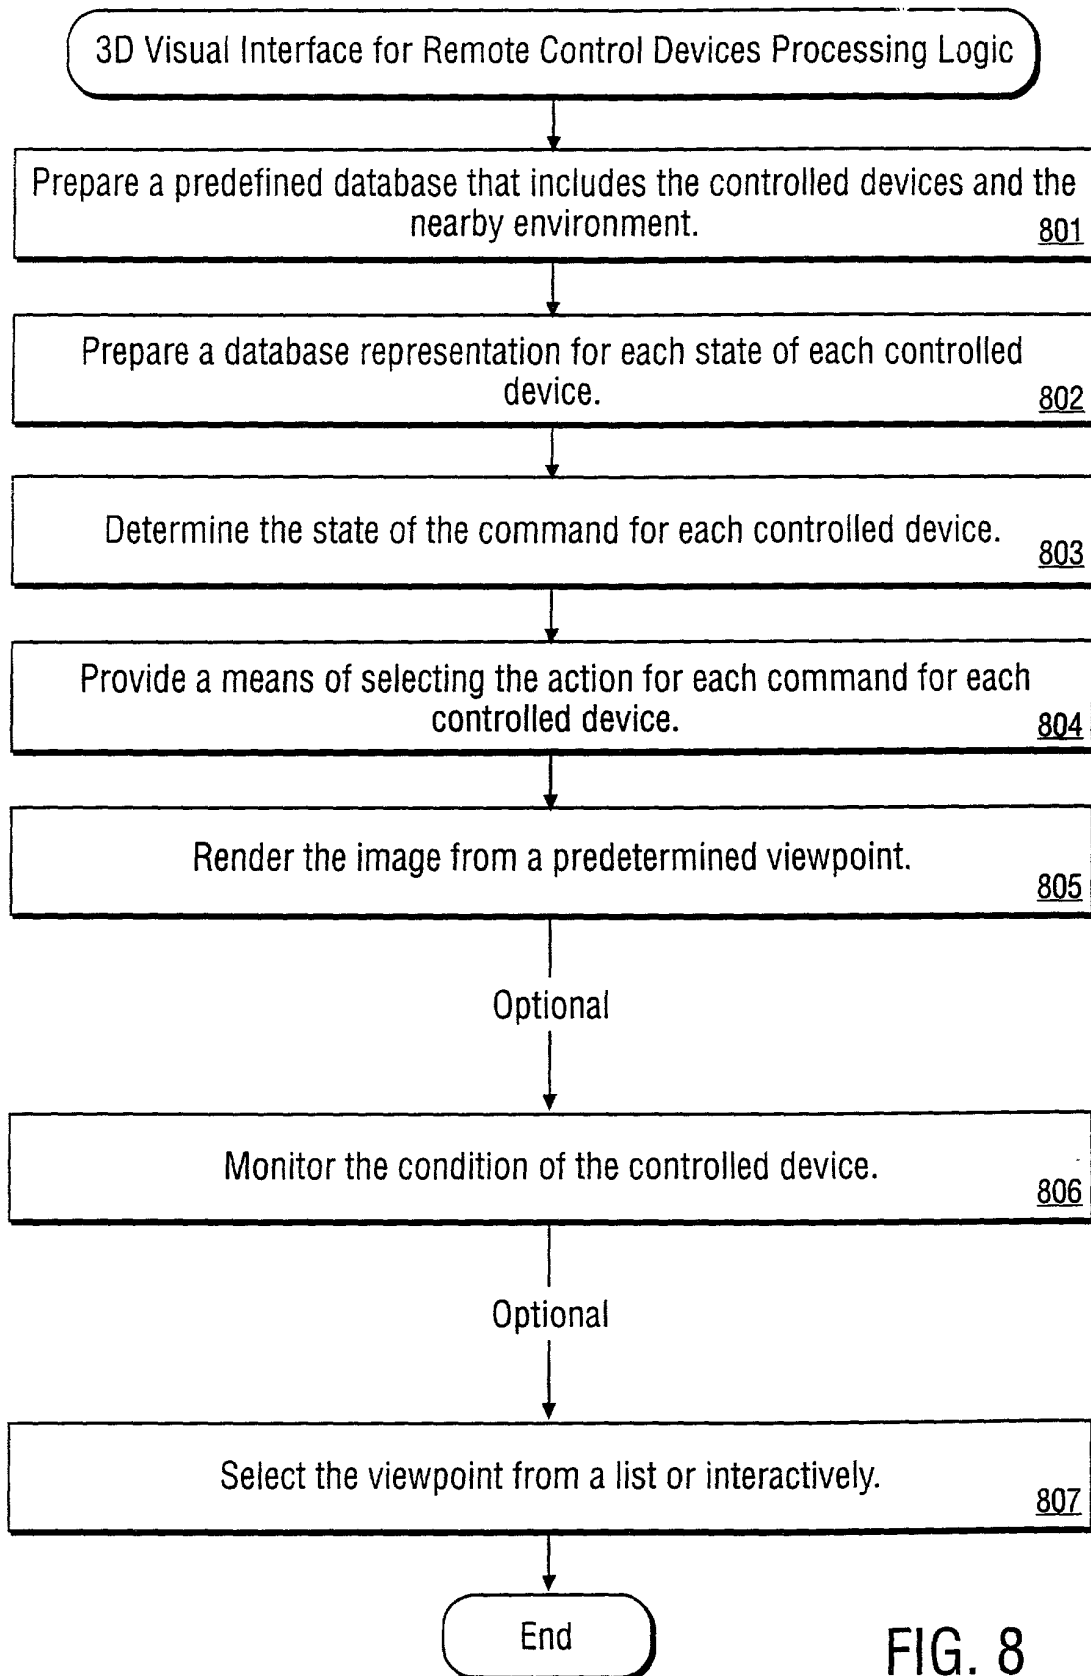 3D Visual Interface for Remote Control Devices Processing Logic
Prepare a predefined database that includes the controlled devices and the
nearby environment.
801
Prepare a database representation for each state of each controlled
device.
802
Determine the state of the command for each controlled device.
803
Provide a means of selecting the action for each command for each
controlled device.
804
Render the image from a predetermined viewpoint.
805
Optional
Monitor the condition of the controlled device.
806
Optional
Select the viewpoint from a list or interactively.
807
End
FIG. 8